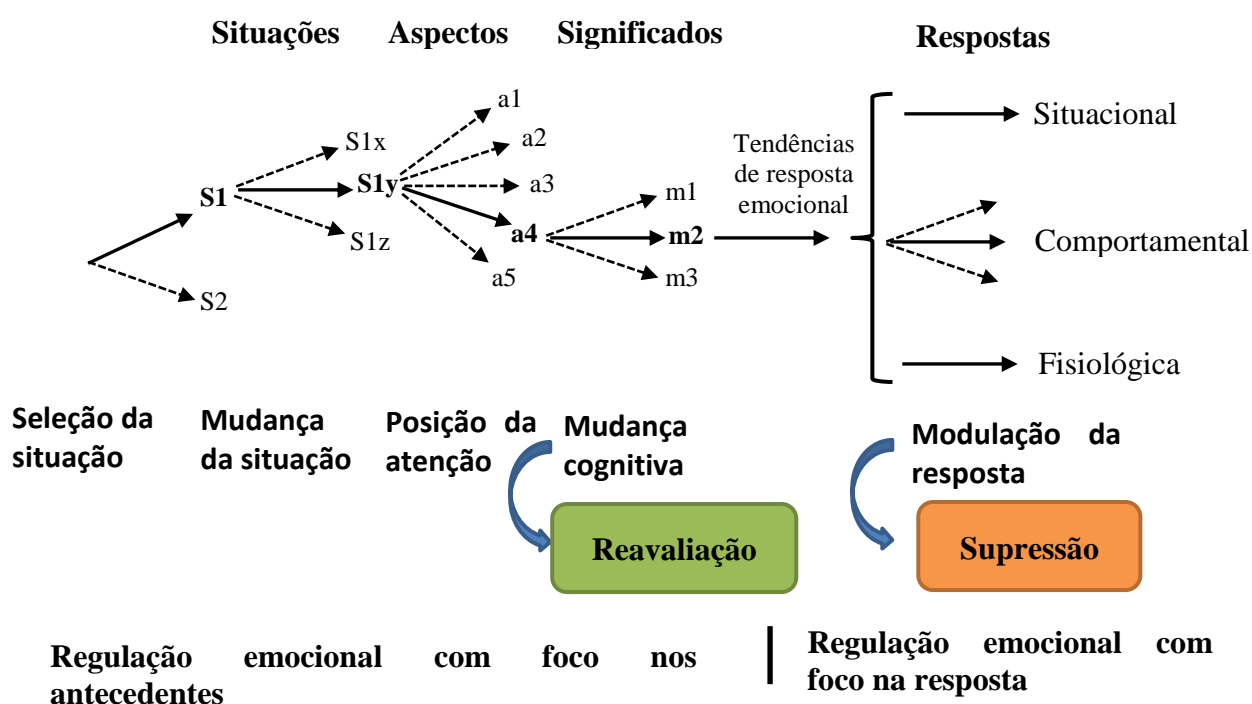 Situações Aspectos Significados Respostas
a1
S1x
a2
Tendências
de resposta
emocional
Situacional
S1
S1y
a3
m1
S1z
a4
m2
Comportamental
S2
a5
m3
Fisiológica
Seleção da
situação
Mudança
da situação
Posição da
atenção
Mudança
cognitiva
Modulação da
resposta
Reavaliação
Supressão
Regulação emocional com foco nos
antecedentes
Regulação emocional com
foco na resposta